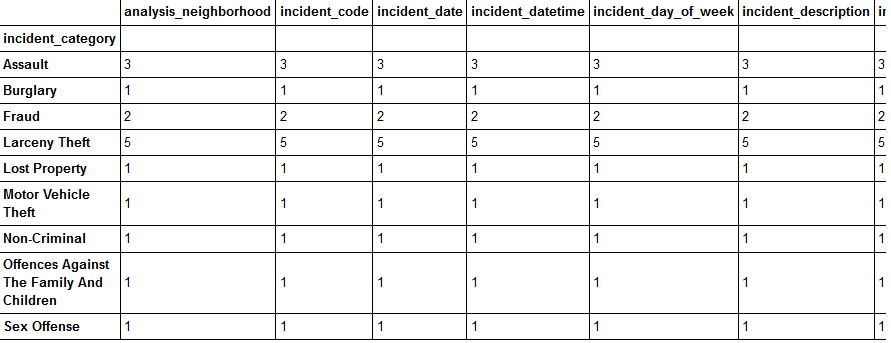 analysis_neighborhood incident_code incident_date incident_datetime incident_day_of_week incident_description
incident_category
Assault 3 3 3 3 3 3 3
Burglary 1 1 1 1 1 1 1
Fraud 2 2 2 2 2 2 2
Larceny Theft 5 5 5 5 5 5 5
Lost Property 1 1 1 1 1 1 1
Motor Vehicle
Theft 1 1 1 1 1 1 1
Non-Criminal 1 1 1 1 1 1 1
Offences Against
The Family And 1 1 1 1 1 1 1
Children
Sex Offense 1 1 1 1 1 1 1